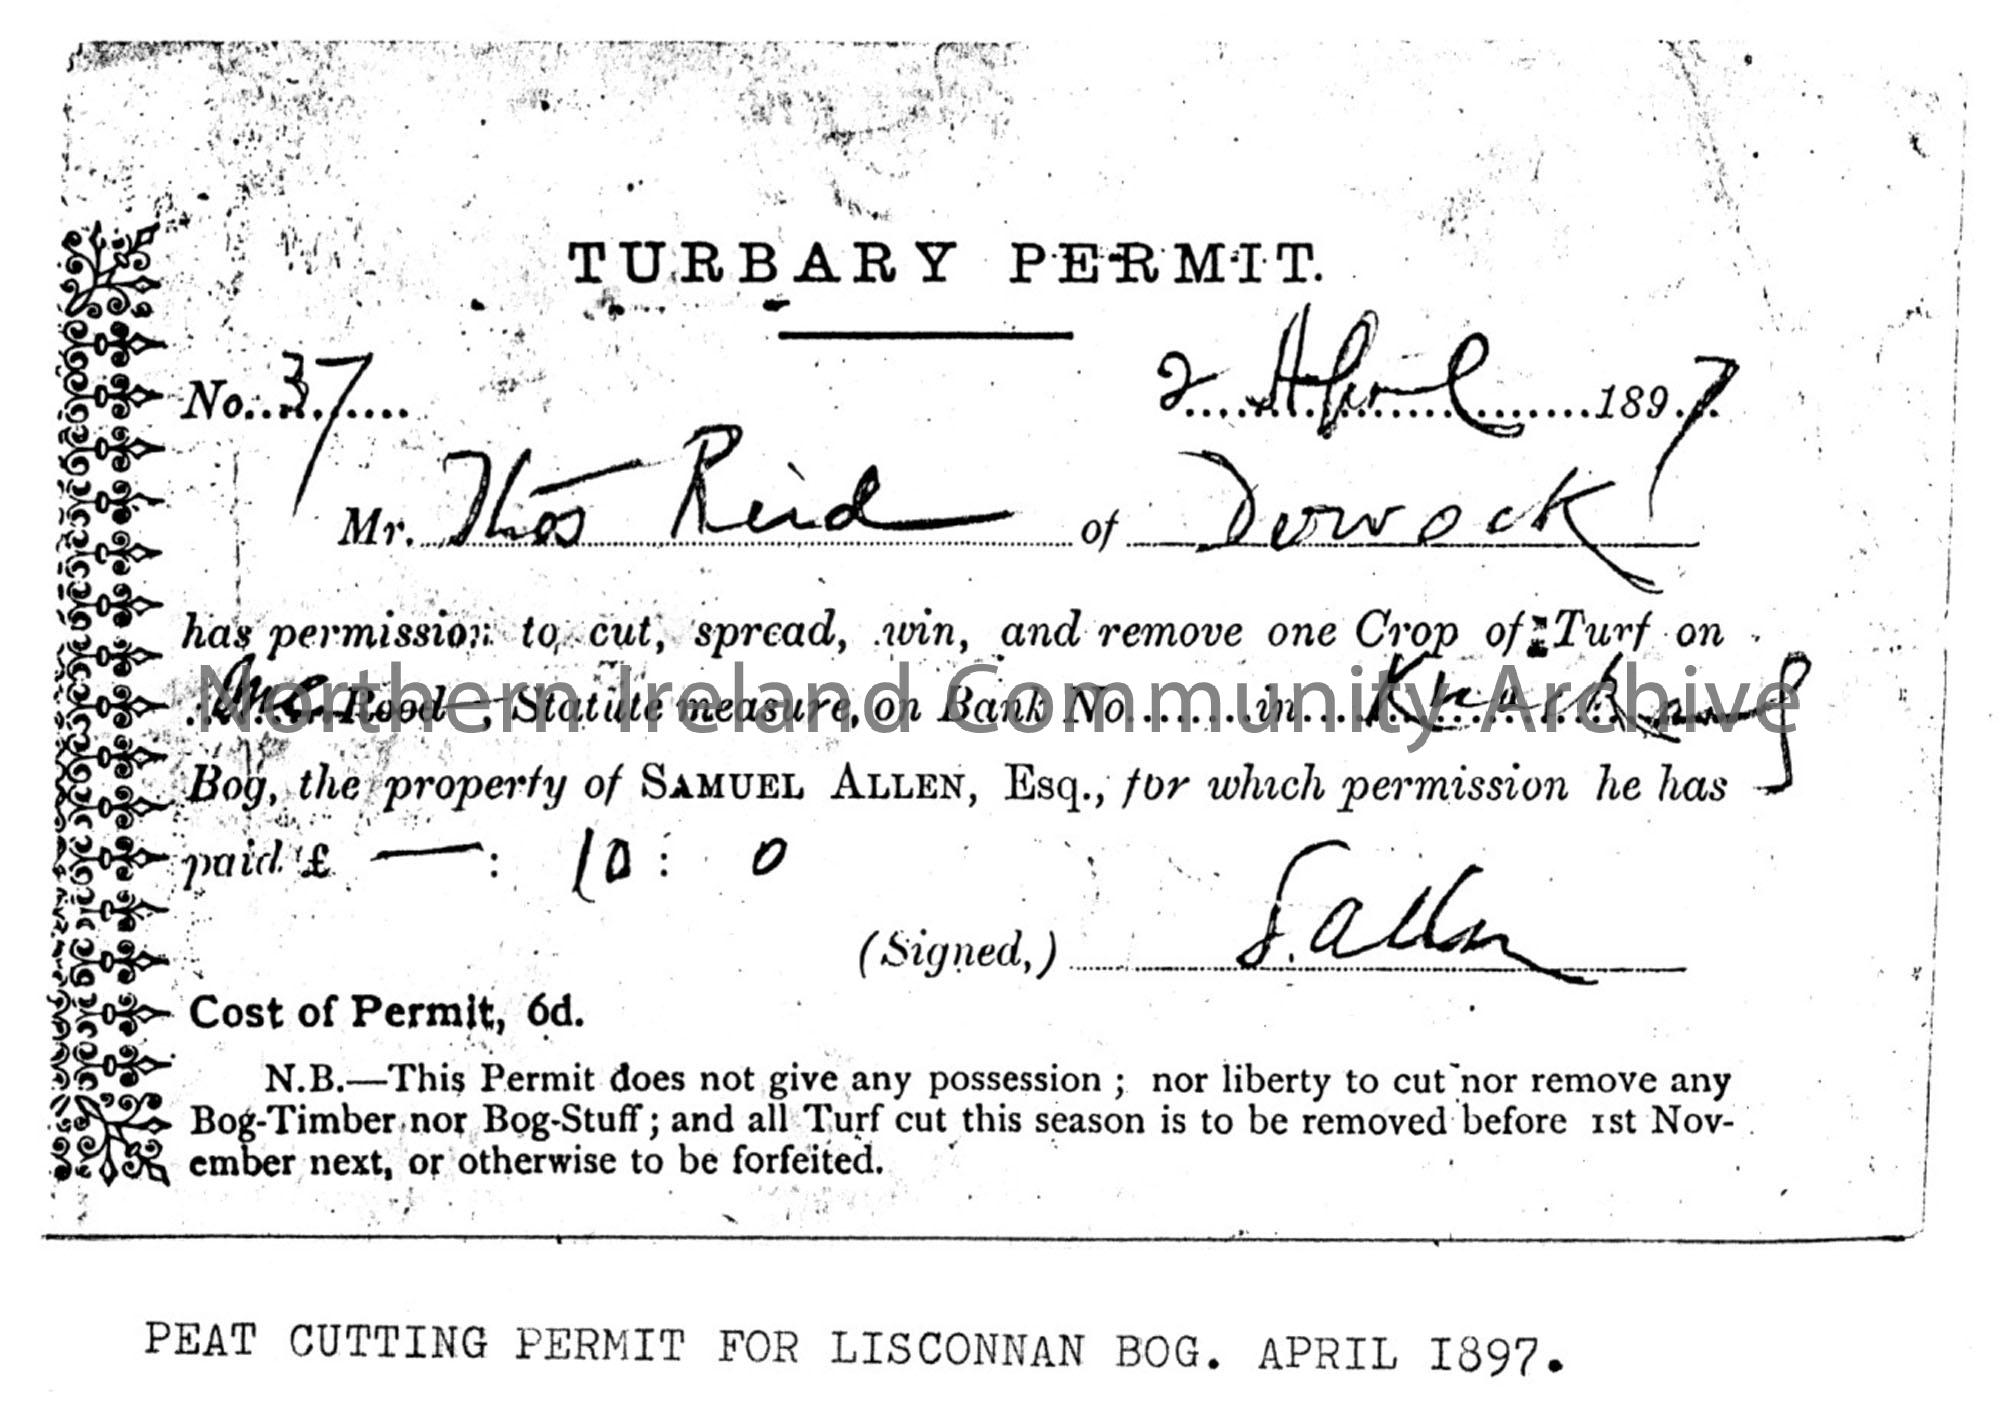 TURBARY PERMIT.
No. 37 2 April 1897
Mr. Thos Reid of Dervock
has permission to cut, spread, win, and remove one Crop of Turf on
One Rood, Statute measure, on Bank No. ........ in
Bog, the property of SAMUEL ALLEN, Esq., for which permission he has
paid £ — : 10 : 0
(Signed,) S. Allen
Cost of Permit, 6d.
N.B.—This Permit does not give any possession ; nor liberty to cut nor remove any
Bog-Timber nor Bog-Stuff ; and all Turf cut this season is to be removed before 1st Nov-
ember next, or otherwise to be forfeited.
Northern Ireland Community Archive
PEAT CUTTING PERMIT FOR LISCONNAN BOG. APRIL 1897.